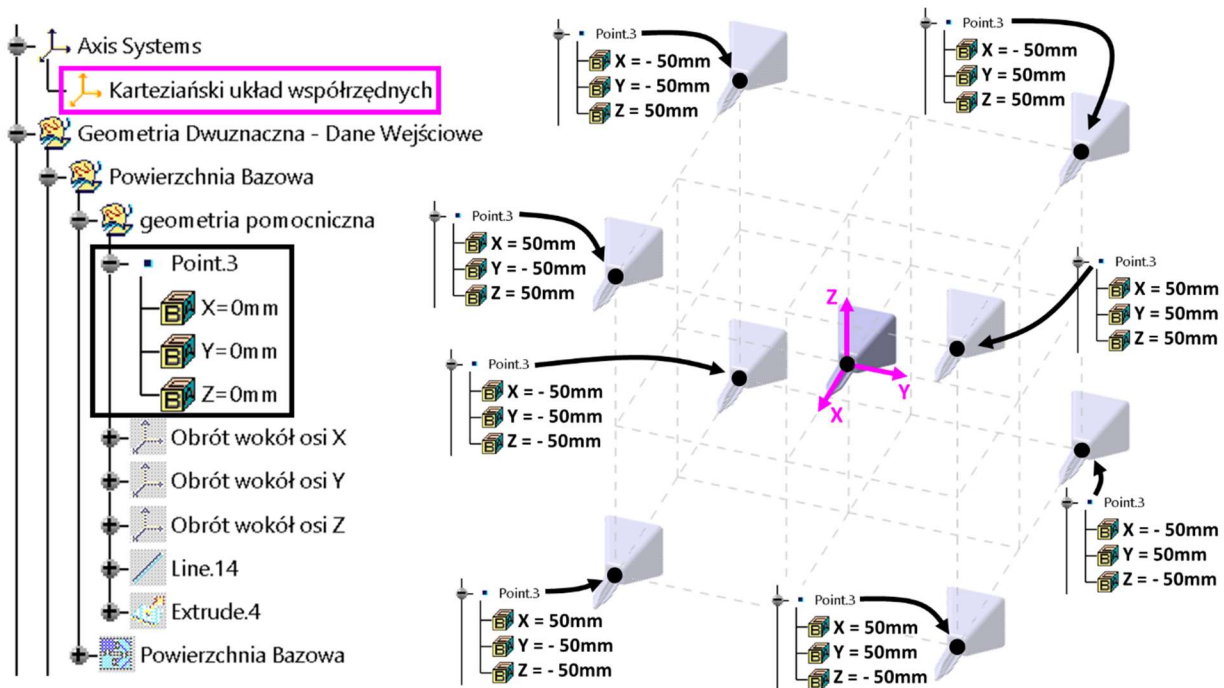 Axis Systems
Karteziański układ współrzędnych
Geometria Dwuznaczna - Dane Wejściowe
Powierzchnia Bazowa
geometria pomocniczna
Point.3
X=0mm
Y=0mm
Z=0mm
Obrót wokół osi X
Obrót wokół osi Y
Obrót wokół osi Z
Line.14
Extrude.4
Powierzchnia Bazowa
Point.3
X = - 50mm
Y = - 50mm
Z = 50mm
Point.3
X = - 50mm
Y = 50mm
Z = 50mm
Point.3
X = 50mm
Y = - 50mm
Z = 50mm
Point.3
X = 50mm
Y = 50mm
Z = 50mm
Z
Y
X
Point.3
X = - 50mm
Y = - 50mm
Z = - 50mm
Point.3
X = - 50mm
Y = 50mm
Z = - 50mm
Point.3
X = 50mm
Y = - 50mm
Z = - 50mm
Point.3
X = 50mm
Y = 50mm
Z = - 50mm